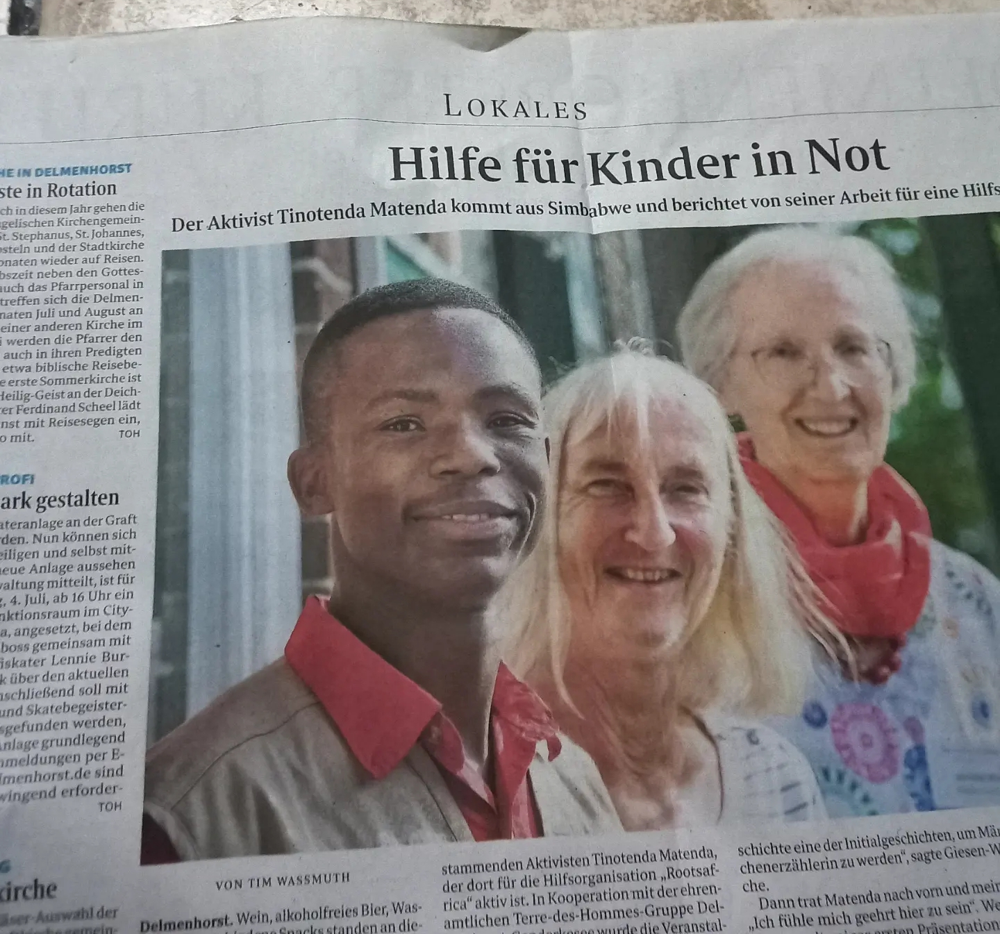 LOKALES
HE IN DELMENHORST
ste in Rotation
ch in diesem Jahr gehen die
gelischen Kirchengemein-
St. Stephanus, St. Johannes,
osteln und der Stadtkirche
onaten wieder auf Reisen.
bszeit neben den Gottes-
auch das Pfarrpersonal in
treffen sich die Delmen-
naten Juli und August an
einer anderen Kirche im
i werden die Pfarrer den
auch in ihren Predigten
etwa biblische Reisebe-
e erste Sommerkirche ist
Heilig-Geist an der Deich-
rer Ferdinand Scheel lädt
nst mit Reisesegen ein,
o mit. TOH
ROFI
ark gestalten
ateranlage an der Graft
den. Nun können sich
eiligen und selbst mit-
neue Anlage aussehen
valtung mitteilt, ist für
g, 4. Juli, ab 16 Uhr ein
nktionsraum im City-
a, angesetzt, bei dem
boss gemeinsam mit
iskater Lennie Bur-
k über den aktuellen
nschließend soll mit
und Skatebegeister-
sgefunden werden,
Anlage grundlegend
nmeldungen per E-
lmenhorst.de sind
wingend erforder-
TOH
G
kirche
äser-Auswahl der
Hilfe für Kinder in Not
Der Aktivist Tinotenda Matenda kommt aus Simbabwe und berichtet von seiner Arbeit für eine Hilfs
VON TIM WASSMUTH
Delmenhorst. Wein, alkoholfreies Bier, Was-
Snacks standen an die-
stammenden Aktivisten Tinotenda Matenda,
der dort für die Hilfsorganisation „Rootsaf-
rica“ aktiv ist. In Kooperation mit der ehren-
amtlichen Terre-des-Hommes-Gruppe Del-
wurde die Veranstal-
schichte eine der Initialgeschichten, um Mär
chenerzählerin zu werden“, sagte Giesen-W
che.
Dann trat Matenda nach vorn und mein
„Ich fühle mich geehrt hier zu sein“. We
ersten Präsentation